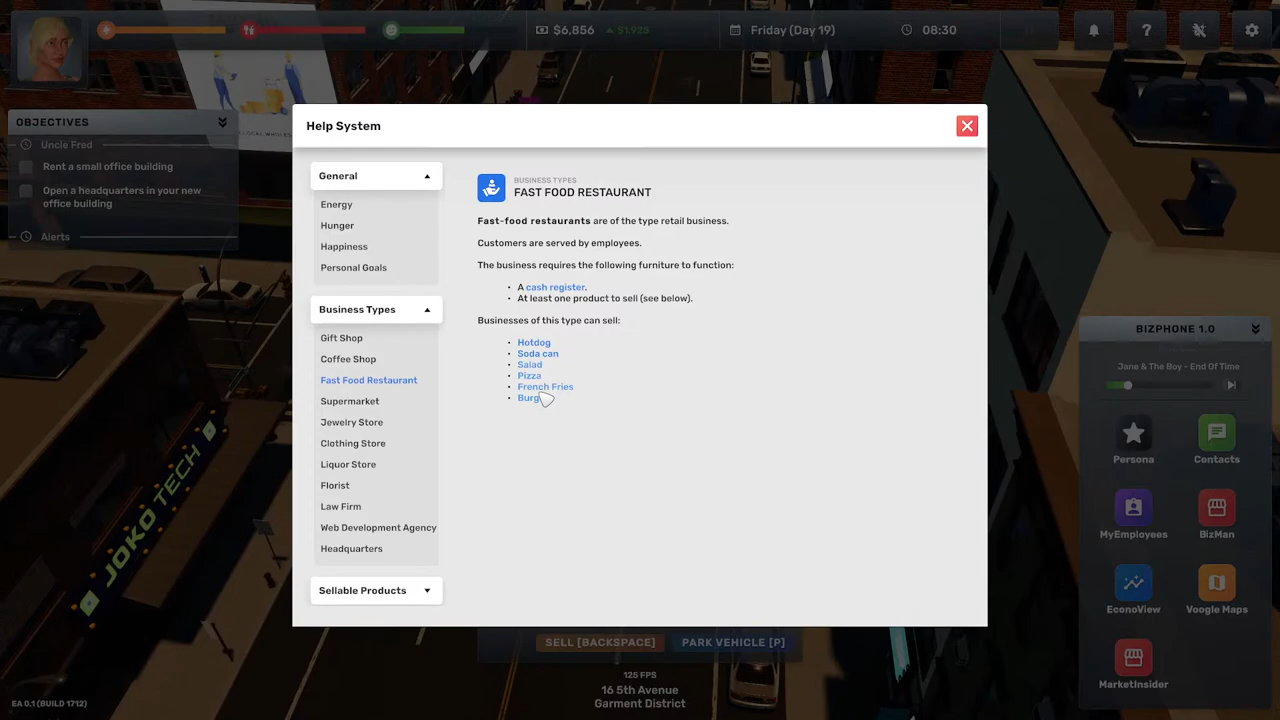 $6,856
51,928
Friday (Day 19)
08:30
OBJECTIVES
Uncle Fred
Rent a small office building
Open a headquarters in your new
office building
Alerts
Help System
General
Energy
Hunger
Happiness
Personal Goals
Business Types
Gift Shop
Coffee Shop
Fast Food Restaurant
Supermarket
Jewelry Store
Clothing Store
Liquor Store
Florist
Law Firm
Web Development Agency
Headquarters
Sellable Products
BUSINESS TYPES
FAST FOOD RESTAURANT
Fast-food restaurants are of the type retail business.
Customers are served by employees.
The business requires the following furniture to function:
• A cash register.
• At least one product to sell (see below).
Businesses of this type can sell:
• Hotdog
• Soda can
• Salad
• Pizza
• French Fries
• Burg
BIZPHONE 1.0
Jane & The Boy - End Of Time
Persona
Contacts
MyEmployees
BizMan
EconoView
Voogle Maps
MarketInsider
JOKO TECH
SELL [BACKSPACE]
PARK VEHICLE [P]
125 FPS
16 5th Avenue
Garment District
EA 0.1 (BUILD 1712)